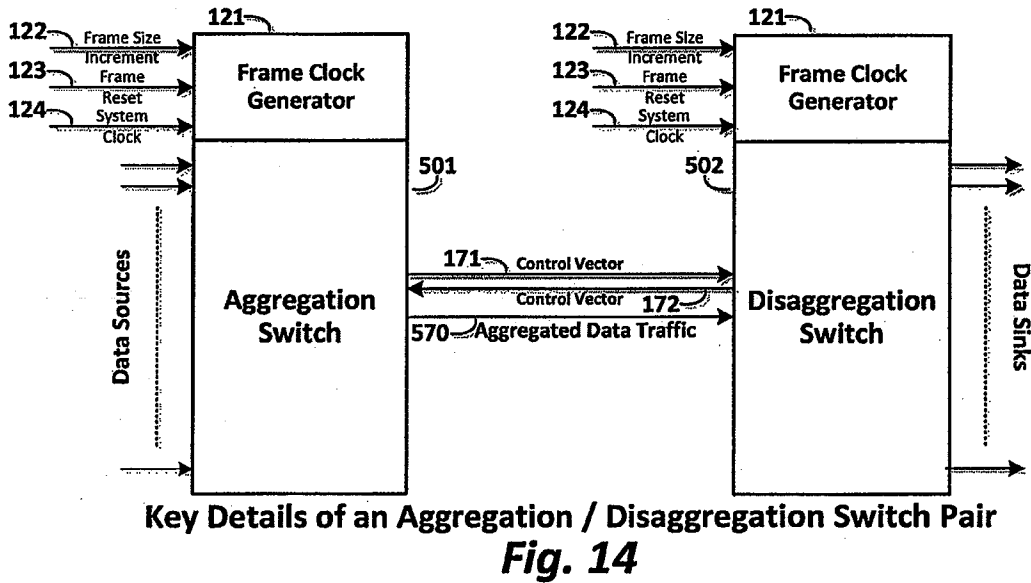 121
122
Frame Size
Increment
123
Frame
Reset
124
System
Clock
Frame Clock
Generator
121
122
Frame Size
Increment
123
Frame
Reset
124
System
Clock
Frame Clock
Generator
501
502
Data Sources
Aggregation
Switch
171
Control Vector
Control Vector
172
570
Aggregated Data Traffic
Disaggregation
Switch
Data Sinks
Key Details of an Aggregation / Disaggregation Switch Pair
Fig. 14